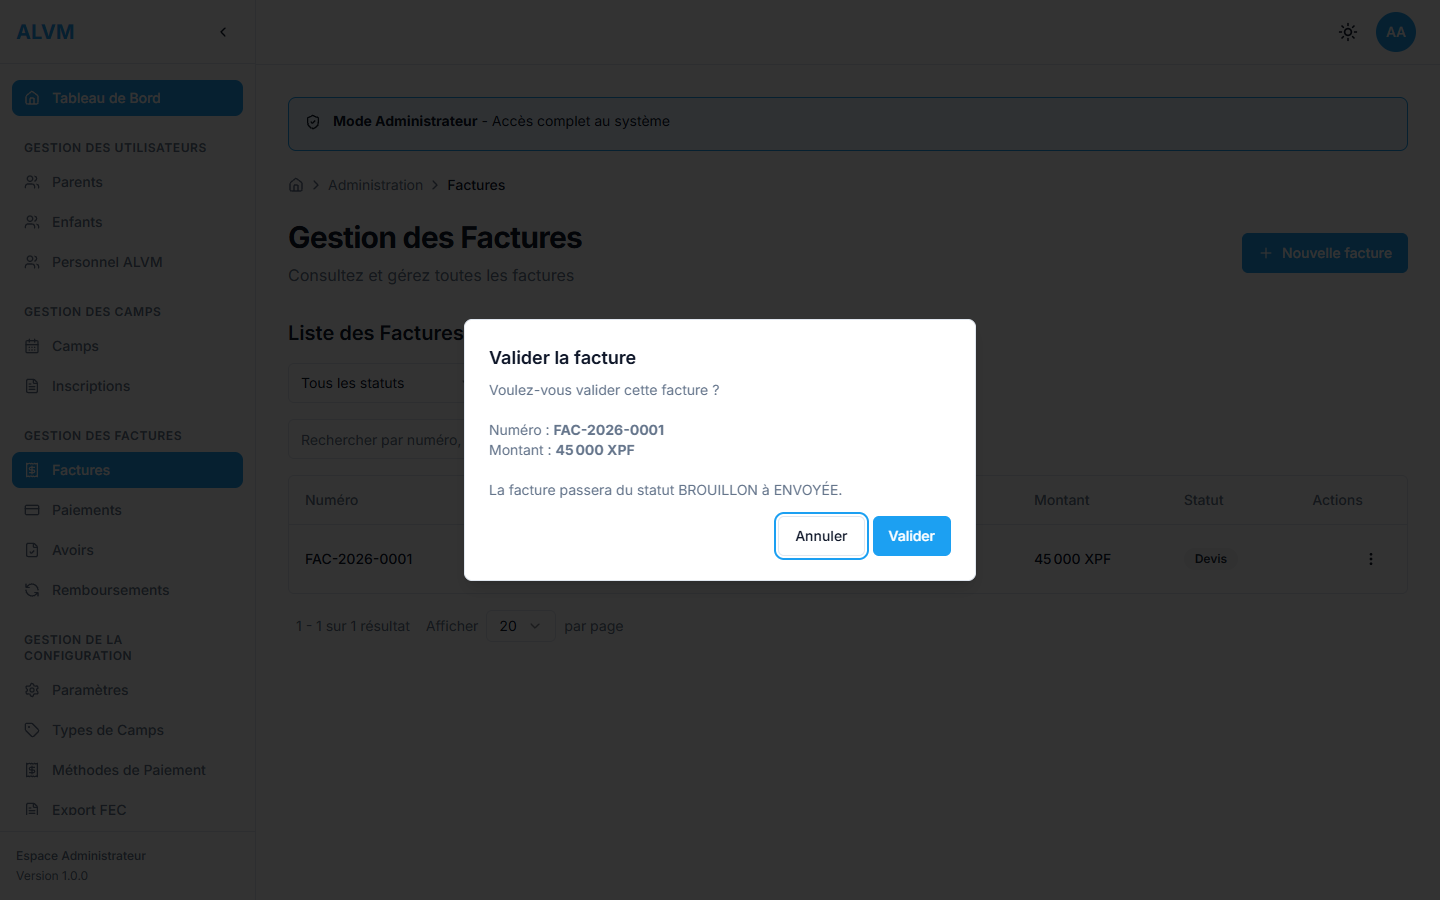 ALVM
AA
Tableau de Bord
GESTION DES UTILISATEURS
Parents
Enfants
Personnel ALVM
GESTION DES CAMPS
Camps
Inscriptions
GESTION DES FACTURES
Factures
Paiements
Avoirs
Remboursements
GESTION DE LA
CONFIGURATION
Paramètres
Types de Camps
Méthodes de Paiement
Export FEC
Espace Administrateur
Version 1.0.0
Mode Administrateur - Accès complet au système
Administration > Factures
Gestion des Factures
Consultez et gérez toutes les factures
+ Nouvelle facture
Liste des Factures
Tous les statuts
Rechercher par numéro,
Numéro Montant Statut Actions
FAC-2026-0001 45 000 XPF Devis
1 - 1 sur 1 résultat Afficher 20 par page
Valider la facture
Voulez-vous valider cette facture ?
Numéro : FAC-2026-0001
Montant : 45 000 XPF
La facture passera du statut BROUILLON à ENVOYÉE.
Annuler Valider